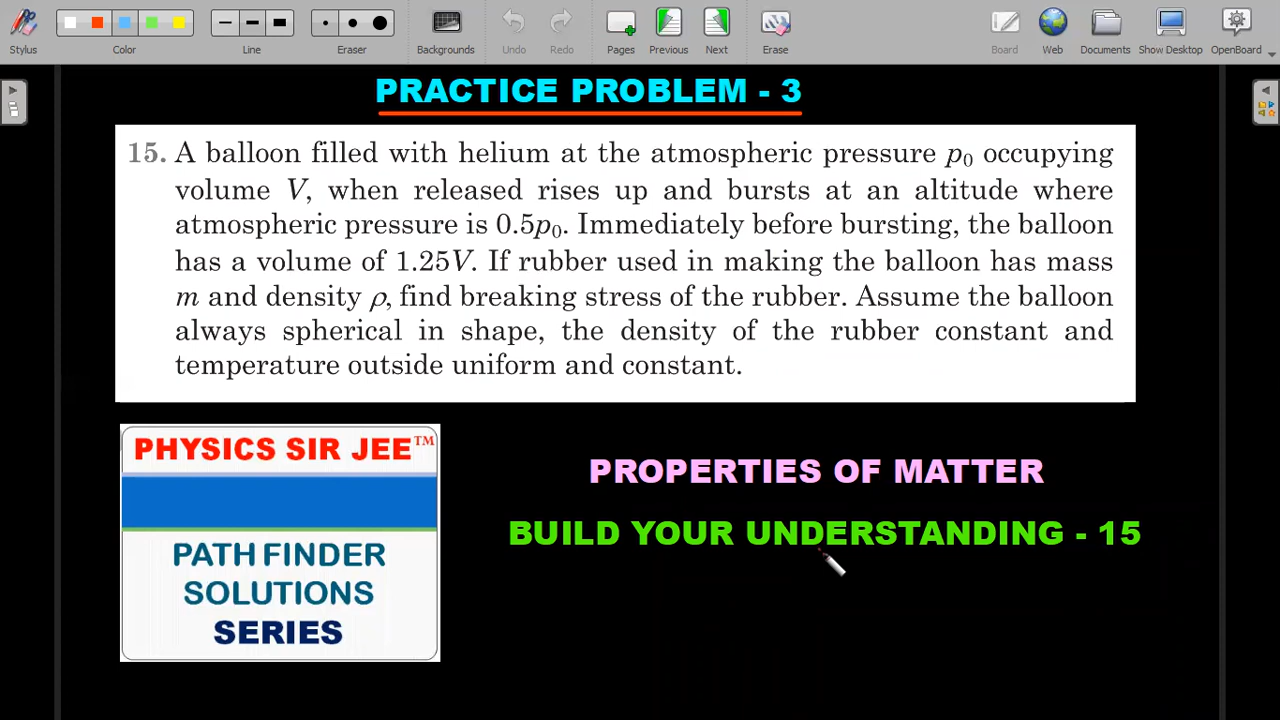 Stylus
Color
Line
Eraser
Backgrounds
Undo
Redo
Pages
Previous
Next
Erase
Board
Web
Documents
Show Desktop
OpenBoard
PRACTICE PROBLEM - 3
15. A balloon filled with helium at the atmospheric pressure p₀ occupying
volume V, when released rises up and bursts at an altitude where
atmospheric pressure is 0.5p₀. Immediately before bursting, the balloon
has a volume of 1.25V. If rubber used in making the balloon has mass
m and density ρ, find breaking stress of the rubber. Assume the balloon
always spherical in shape, the density of the rubber constant and
temperature outside uniform and constant.
PHYSICS SIR JEE™
PATH FINDER
SOLUTIONS
SERIES
PROPERTIES OF MATTER
BUILD YOUR UNDERSTANDING - 15